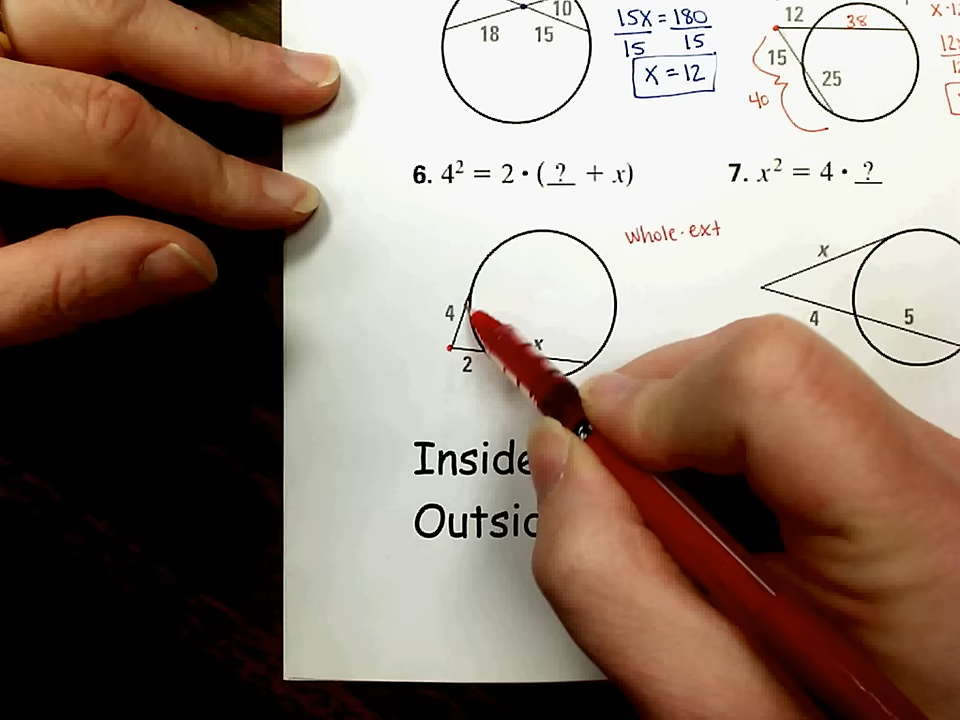 10
18
15
15x = 180
15 15
x = 12
12
38
15
25
40
6. 4² = 2 • ( ? + x)
7. x² = 4 • ?
whole · ext
4
2
x
x
4
5
Inside